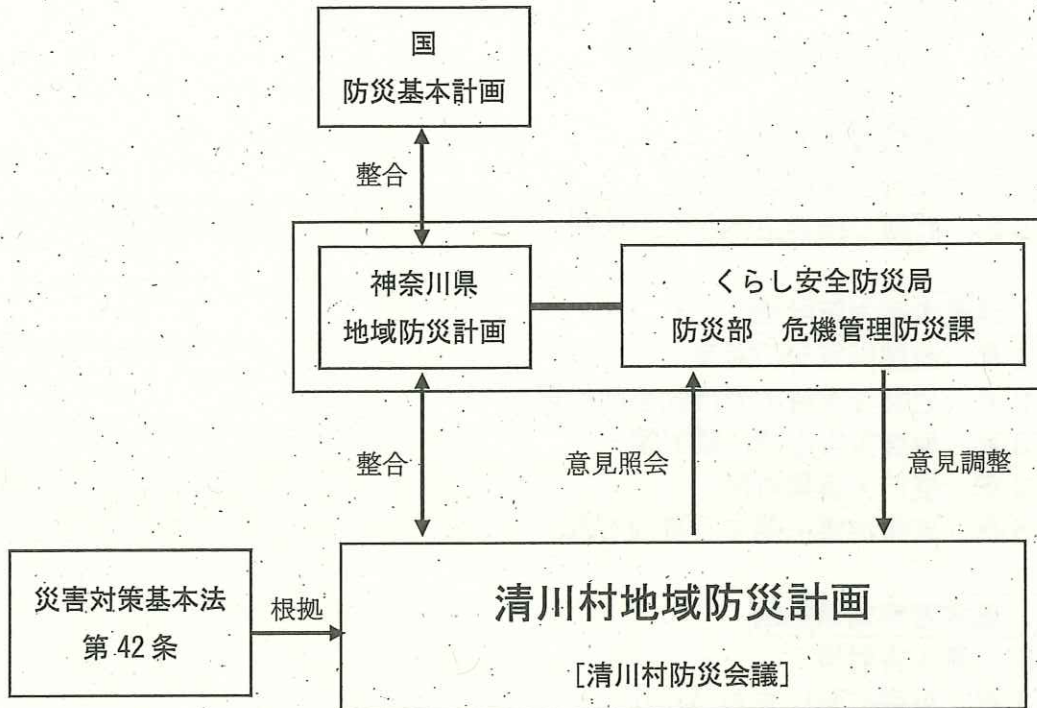 国
防災基本計画
整合
神奈川県
地域防災計画
くらし安全防災局
防災部　危機管理防災課
整合
意見照会
意見調整
災害対策基本法
第 42 条
根拠
清川村地域防災計画
［清川村防災会議］